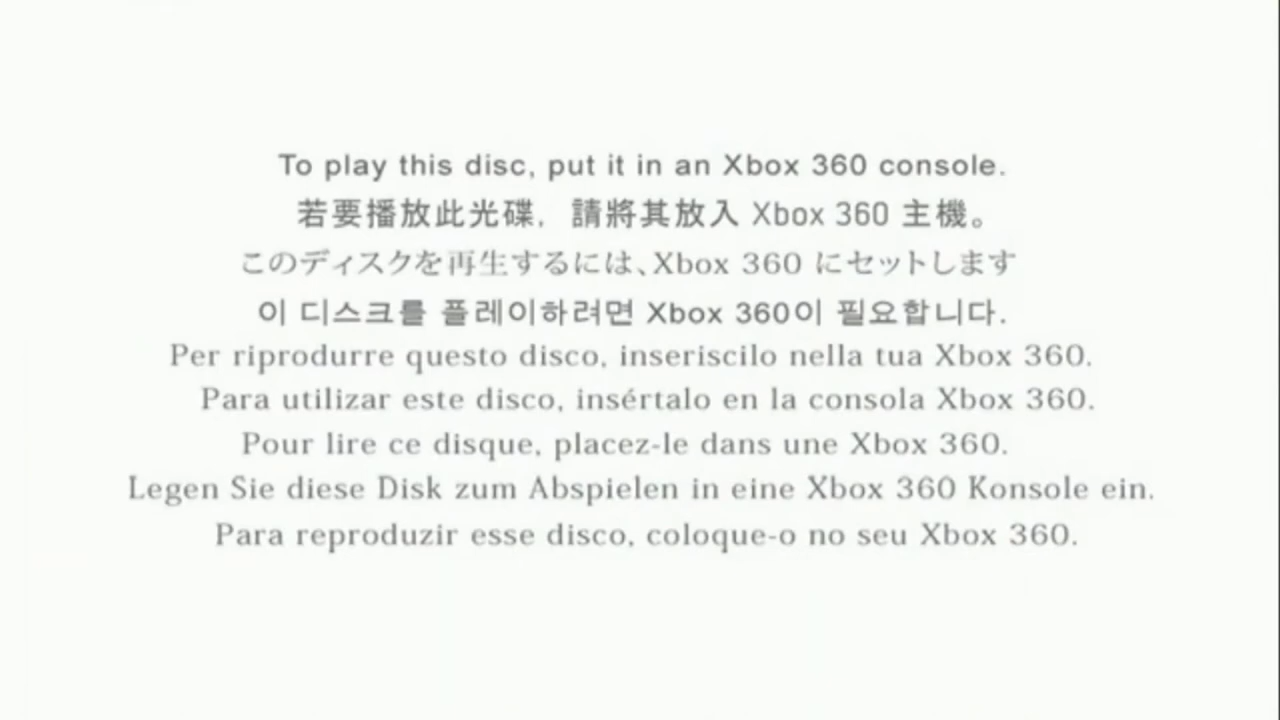 To play this disc, put it in an Xbox 360 console.
若要播放此光碟，請將其放入 Xbox 360 主機。
このディスクを再生するには、Xbox 360 にセットします
이 디스크를 플레이하려면 Xbox 360이 필요합니다.
Per riprodurre questo disco, inseriscilo nella tua Xbox 360.
Para utilizar este disco, insértalo en la consola Xbox 360.
Pour lire ce disque, placez-le dans une Xbox 360.
Legen Sie diese Disk zum Abspielen in eine Xbox 360 Konsole ein.
Para reproduzir esse disco, coloque-o no seu Xbox 360.